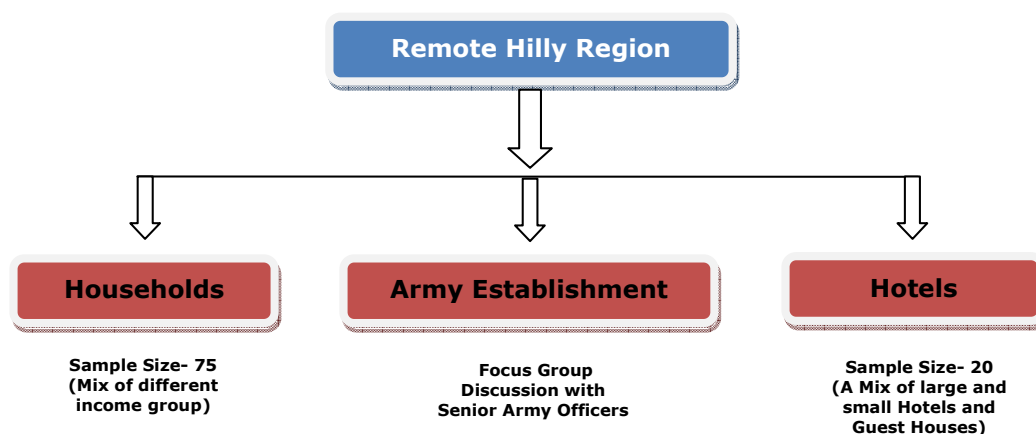 Remote Hilly Region
Households
Army Establishment
Hotels
Sample Size- 75
(Mix of different
income group)
Focus Group
Discussion with
Senior Army Officers
Sample Size- 20
(A Mix of large and
small Hotels and
Guest Houses)